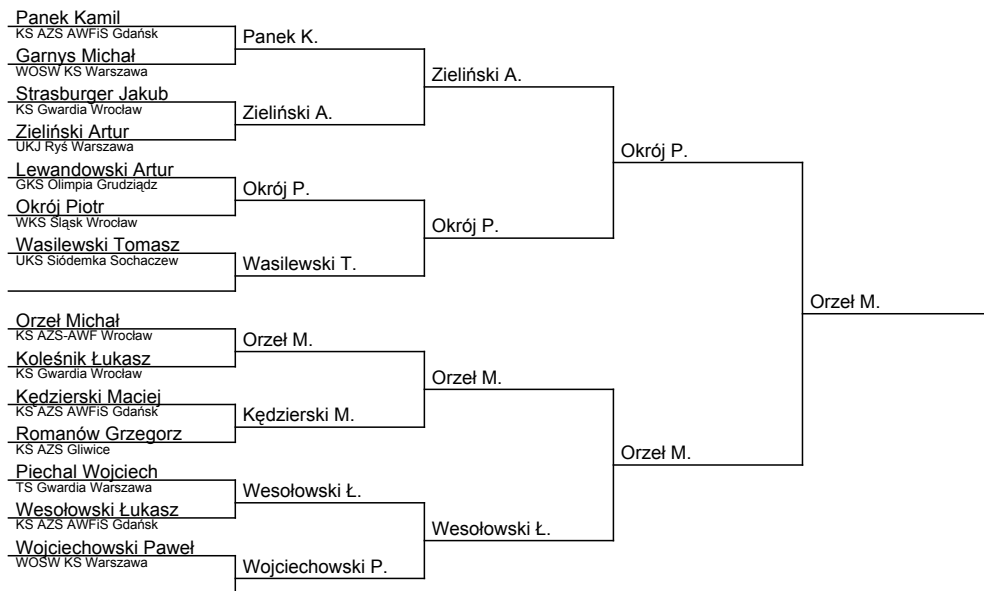 Panek Kamil
KS AZS AWFiS Gdańsk
Panek K.
Garnys Michał
WOSW KS Warszawa
Zieliński A.
Strasburger Jakub
KS Gwardia Wrocław
Zieliński A.
Zieliński Artur
UKJ Ryś Warszawa
Okrój P.
Lewandowski Artur
GKS Olimpia Grudziądz
Okrój P.
Okrój Piotr
WKS Śląsk Wrocław
Okrój P.
Wasilewski Tomasz
UKS Siódemka Sochaczew
Wasilewski T.
Orzeł M.
Orzeł Michał
KS AZS-AWF Wrocław
Orzeł M.
Koleśnik Łukasz
KS Gwardia Wrocław
Orzeł M.
Kędzierski Maciej
KS AZS AWFiS Gdańsk
Kędzierski M.
Romanów Grzegorz
KS AZS Gliwice
Orzeł M.
Piechal Wojciech
TS Gwardia Warszawa
Wesołowski Ł.
Wesołowski Łukasz
KS AZS AWFiS Gdańsk
Wesołowski Ł.
Wojciechowski Paweł
WOSW KS Warszawa
Wojciechowski P.